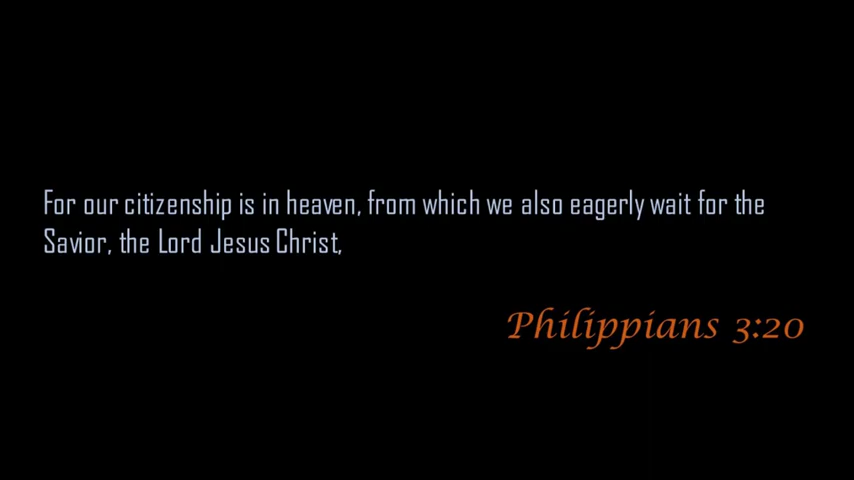 For our citizenship is in heaven, from which we also eagerly wait for the
Savior, the Lord Jesus Christ,
Philippians 3:20